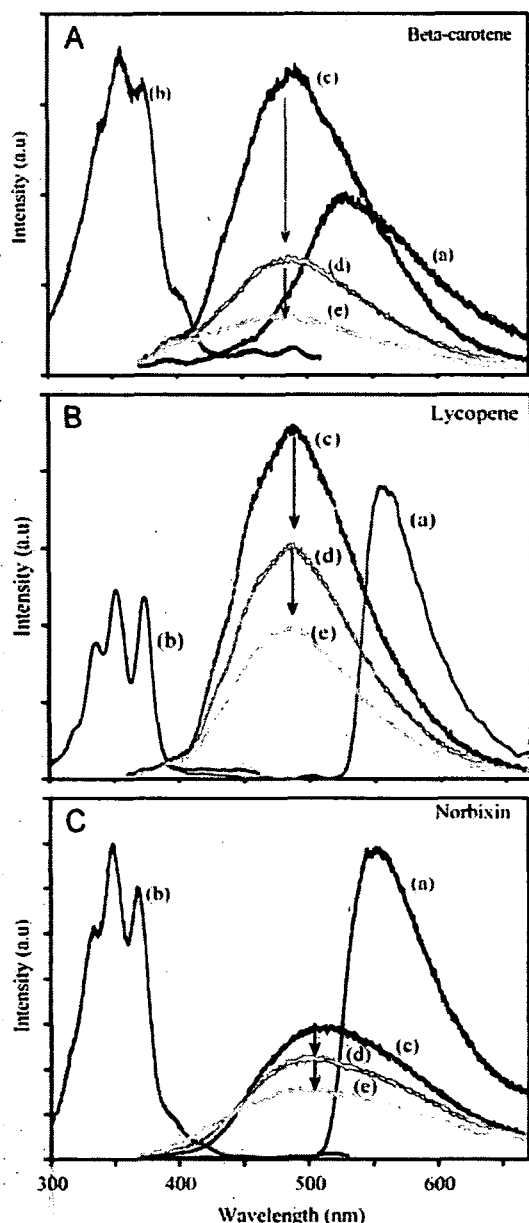 A
Beta-carotene
(b)
(c)
(a)
(d)
(e)
Intensity (a.u)
B
Lycopene
(c)
(a)
(d)
(e)
(b)
Intensity (a.u)
C
Norbixin
(b)
(a)
(c)
(d)
(e)
Intensity (a.u)
300 400 500 600
Wavelength (nm)